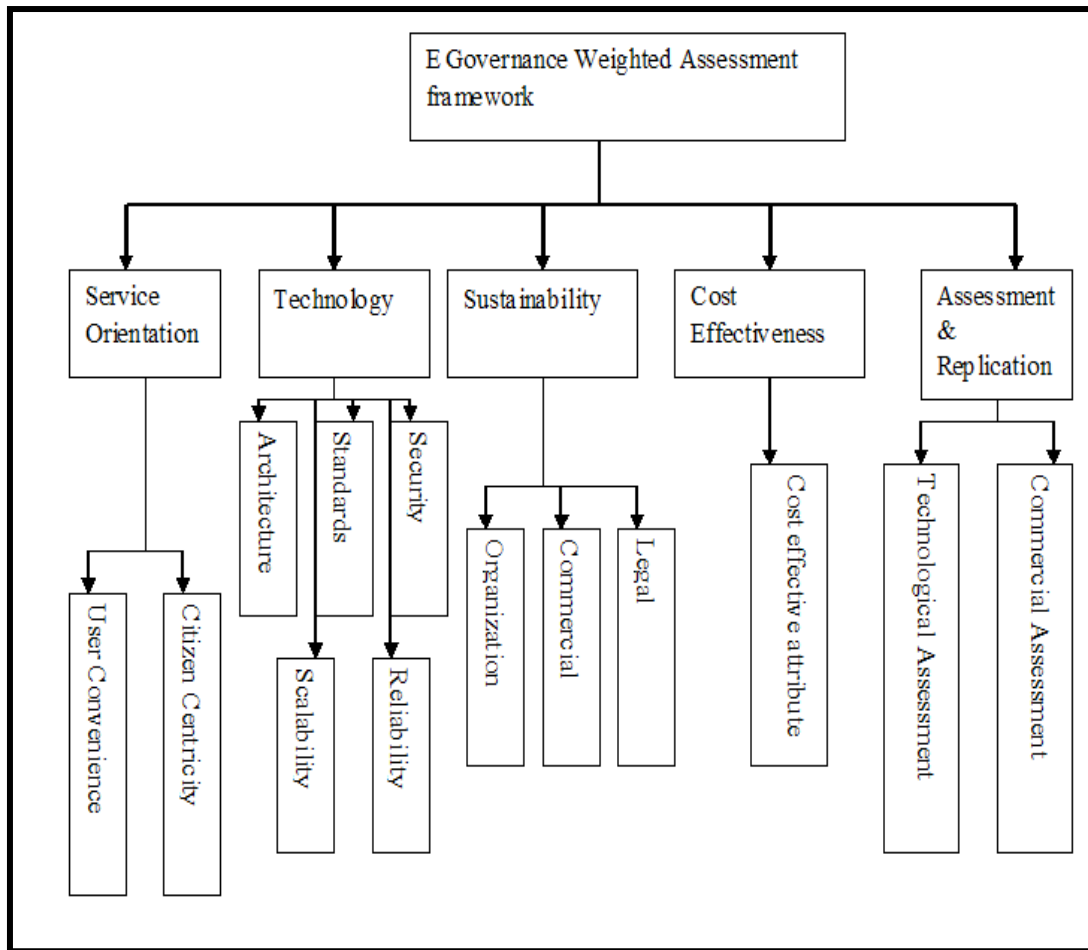 E Governance Weighted Assessment
framework
Service
Orientation
Technology
Sustainability
Cost
Effectiveness
Assessment
&
Replication
Architecture
Standards
Security
Scalability
Reliability
User Convenience
Citizen Centricity
Organization
Commercial
Legal
Cost effective attribute
Technological Assessment
Commercial Assessment